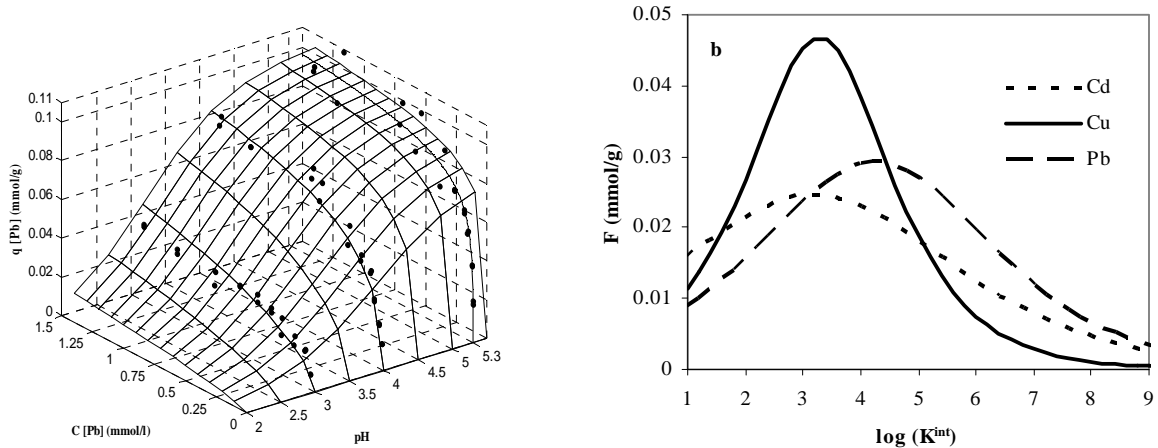 0.11
0.1
0.08
0.06
0.04
0.02
0
q [Pb] (mmol/g)
1.5
1.25
1
0.75
0.5
0.25
0
C [Pb] (mmol/l)
2
2.5
3
3.5
4
4.5
5
5.3
pH
b
0.05
0.04
0.03
0.02
0.01
0
F (mmol/g)
Cd
Cu
Pb
1 2 3 4 5 6 7 8 9
log (K^int)